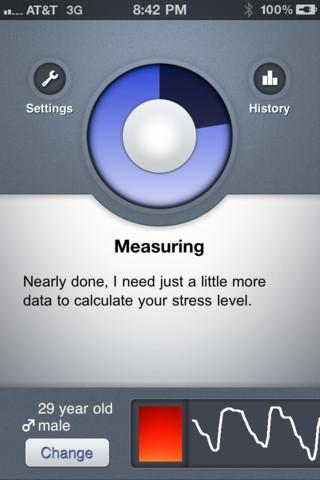 AT&T 3G 8:42 PM 100%
Settings History
Measuring
Nearly done, I need just a little more
data to calculate your stress level.
29 year old
♂ male
Change